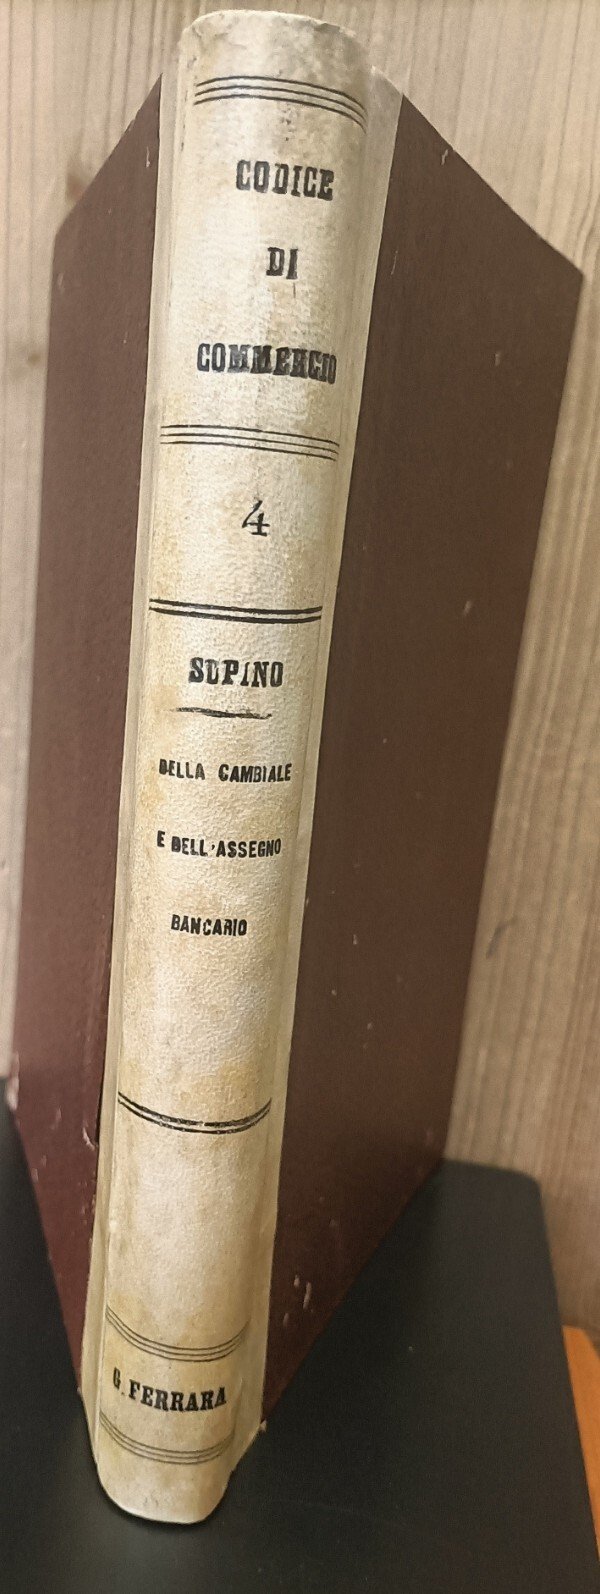 CODICE
DI
COMMERCIO
4
SUPINO
DELLA CAMBIALE
E DELL'ASSEGNO
BANCARIO
G. FERRARA